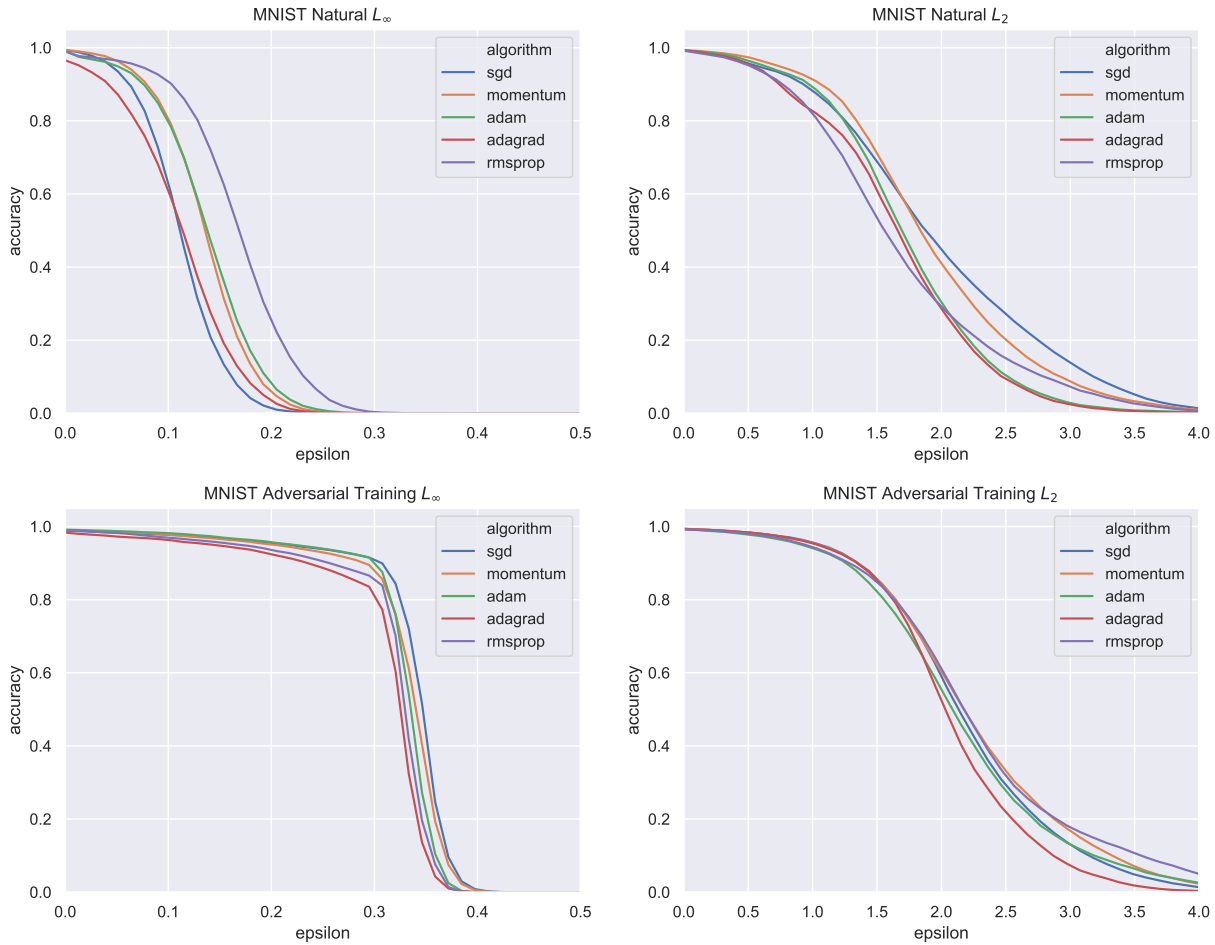 MNIST Natural L∞
accuracy
1.0
0.8
0.6
0.4
0.2
0.0
algorithm
sgd
momentum
adam
adagrad
rmsprop
0.0 0.1 0.2 0.3 0.4 0.5
epsilon
MNIST Natural L2
accuracy
1.0
0.8
0.6
0.4
0.2
0.0
algorithm
sgd
momentum
adam
adagrad
rmsprop
0.0 0.5 1.0 1.5 2.0 2.5 3.0 3.5 4.0
epsilon
MNIST Adversarial Training L∞
accuracy
1.0
0.8
0.6
0.4
0.2
0.0
algorithm
sgd
momentum
adam
adagrad
rmsprop
0.0 0.1 0.2 0.3 0.4 0.5
epsilon
MNIST Adversarial Training L2
accuracy
1.0
0.8
0.6
0.4
0.2
0.0
algorithm
sgd
momentum
adam
adagrad
rmsprop
0.0 0.5 1.0 1.5 2.0 2.5 3.0 3.5 4.0
epsilon